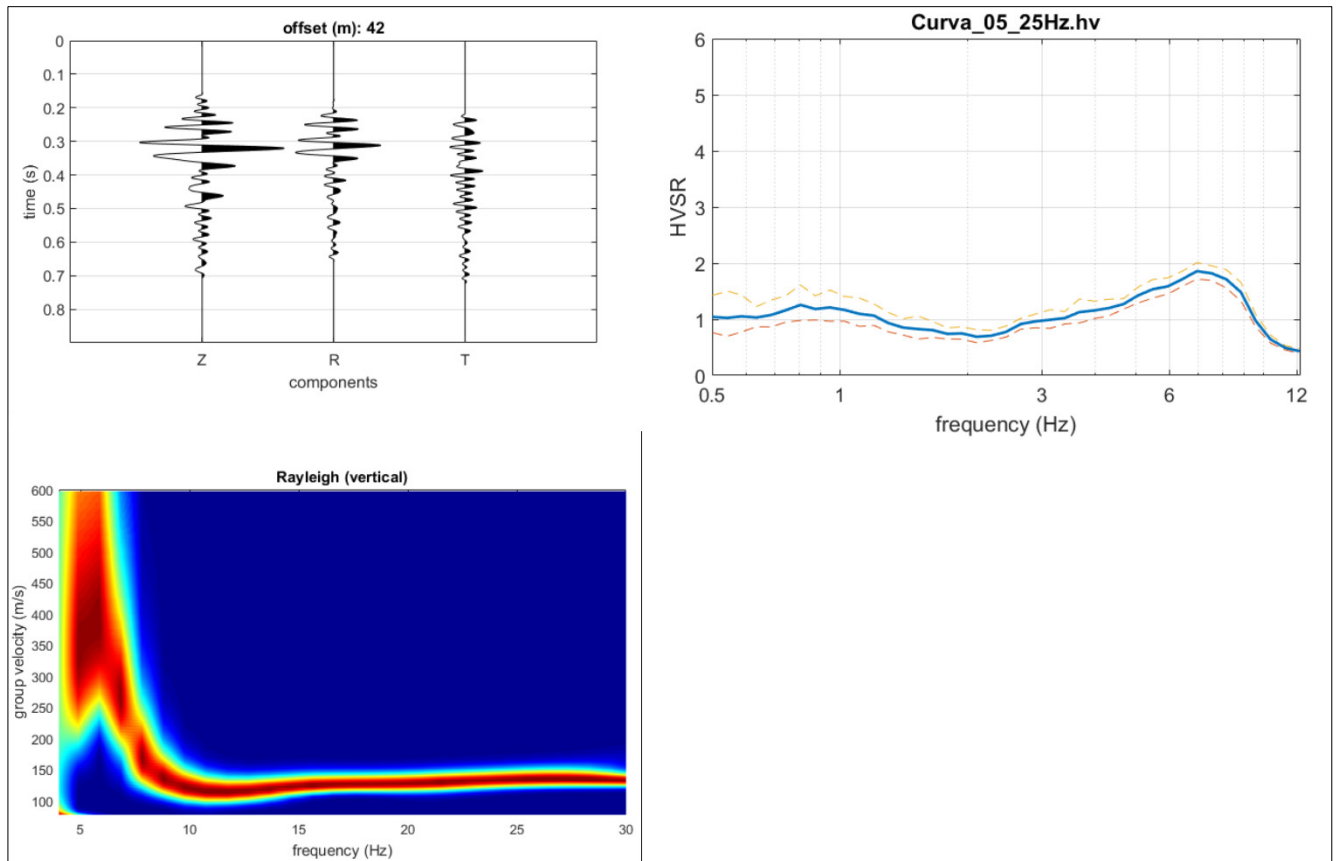 offset (m): 42
0
0.1
0.2
0.3
0.4
0.5
0.6
0.7
0.8
time (s)
Z R T
components
Curva_05_25Hz.hv
6
5
4
3
2
1
0
HVSR
0.5 1 3 6 12
frequency (Hz)
Rayleigh (vertical)
600
550
500
450
400
350
300
250
200
150
100
group velocity (m/s)
5 10 15 20 25 30
frequency (Hz)